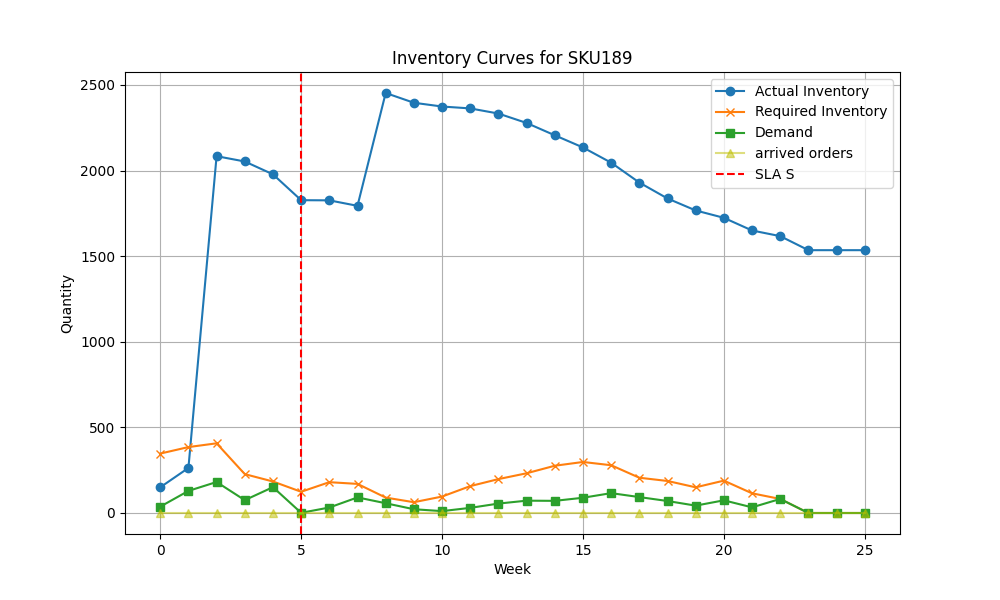 Inventory Curves for SKU189
Actual Inventory
Required Inventory
Demand
arrived orders
SLA S
2500
2000
1500
1000
500
0
Quantity
0 5 10 15 20 25
Week